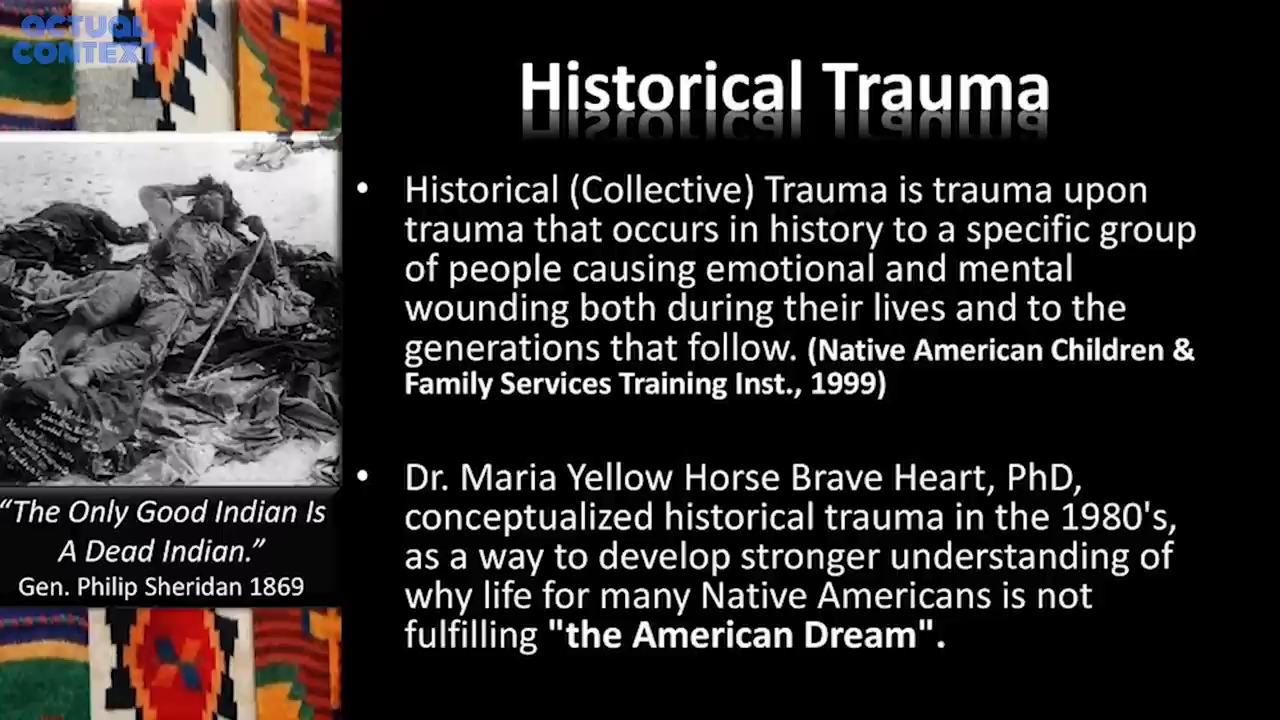 ACTUAL
CONTEXT
Historical Trauma
• Historical (Collective) Trauma is trauma upon
trauma that occurs in history to a specific group
of people causing emotional and mental
wounding both during their lives and to the
generations that follow. (Native American Children &
Family Services Training Inst., 1999)
• Dr. Maria Yellow Horse Brave Heart, PhD,
conceptualized historical trauma in the 1980's,
as a way to develop stronger understanding of
why life for many Native Americans is not
fulfilling "the American Dream".
“The Only Good Indian Is
A Dead Indian.”
Gen. Philip Sheridan 1869